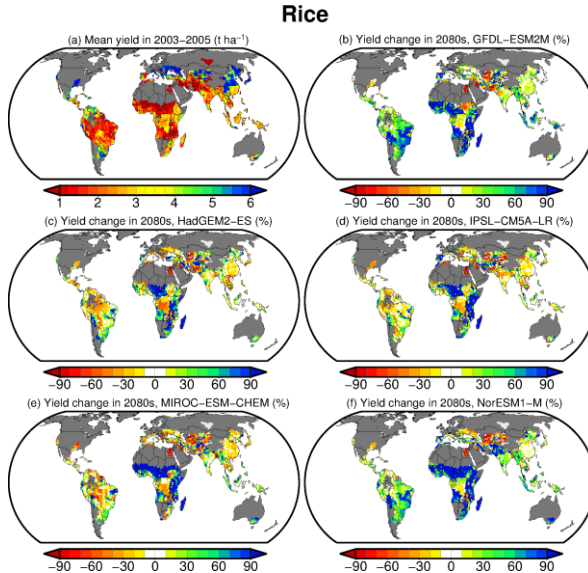 Rice
(a) Mean yield in 2003−2005 (t ha⁻¹)
(b) Yield change in 2080s, GFDL−ESM2M (%)
1 2 3 4 5 6
−90 −60 −30 0 30 60 90
(c) Yield change in 2080s, HadGEM2−ES (%)
(d) Yield change in 2080s, IPSL−CM5A−LR (%)
−90 −60 −30 0 30 60 90
−90 −60 −30 0 30 60 90
(e) Yield change in 2080s, MIROC−ESM−CHEM (%)
(f) Yield change in 2080s, NorESM1−M (%)
−90 −60 −30 0 30 60 90
−90 −60 −30 0 30 60 90